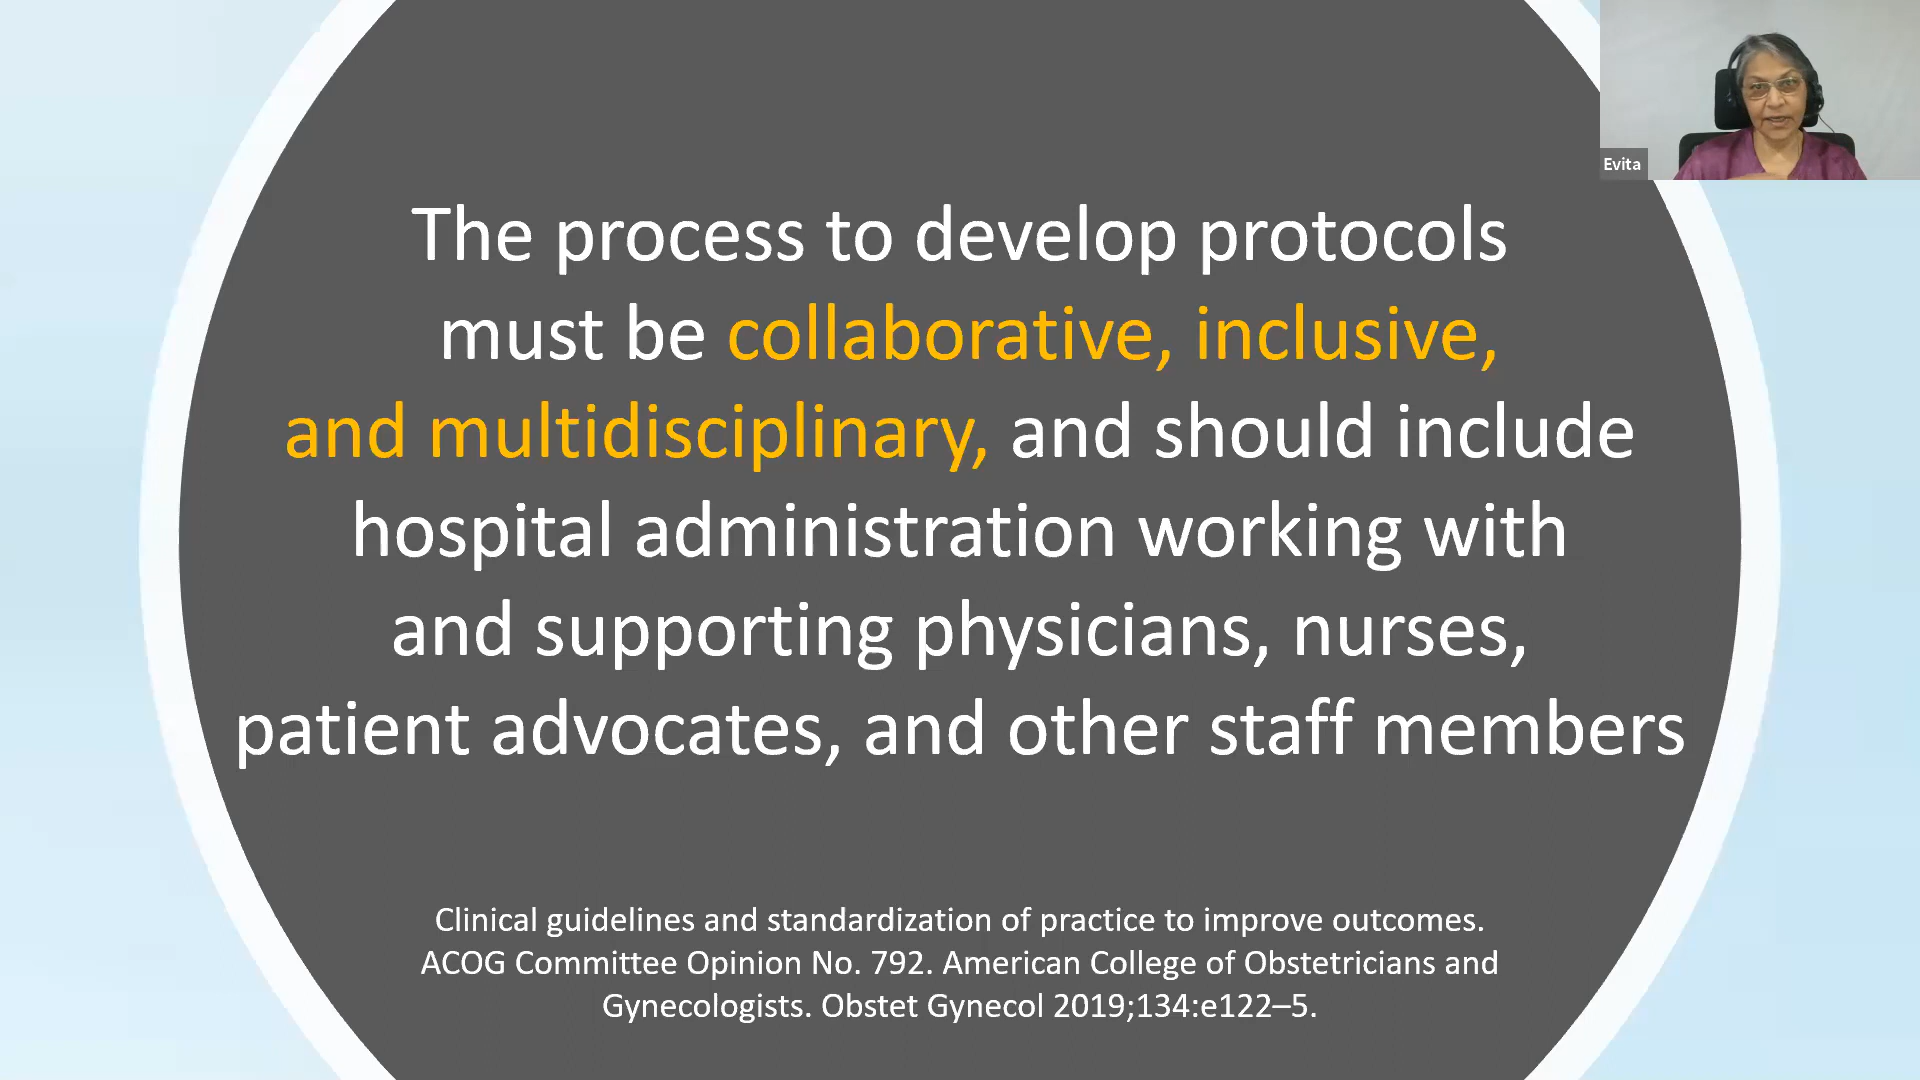 Evita
The process to develop protocols
must be collaborative, inclusive,
and multidisciplinary, and should include
hospital administration working with
and supporting physicians, nurses,
patient advocates, and other staff members
Clinical guidelines and standardization of practice to improve outcomes.
ACOG Committee Opinion No. 792. American College of Obstetricians and
Gynecologists. Obstet Gynecol 2019;134:e122–5.